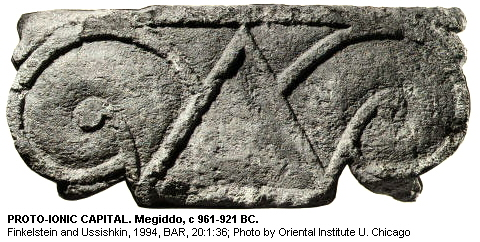 PROTO-IONIC CAPITAL. Megiddo, c 961-921 BC.
Finkelstein and Ussishkin, 1994, BAR, 20:1:36; Photo by Oriental Institute U. Chicago